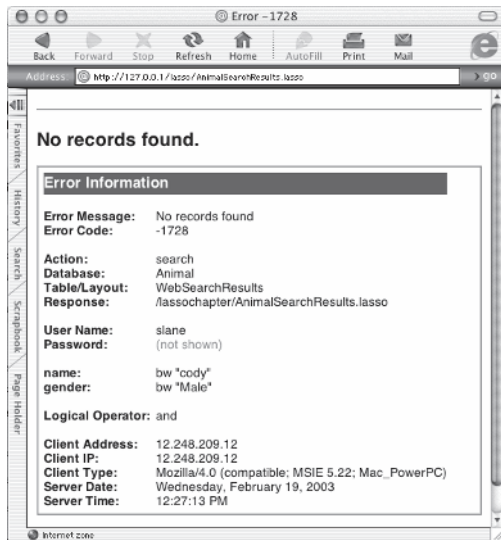 Error –1728
Back Forward Stop Refresh Home AutoFill Print Mail
Address: http://127.0.0.1/lasso/AnimalSearchResults.lasso go
Favorites
History
Search
Scrapbook
Page Holder
No records found.
Error Information
Error Message: No records found
Error Code: -1728
Action: search
Database: Animal
Table/Layout: WebSearchResults
Response: /lassochapter/AnimalSearchResults.lasso
User Name: slane
Password: (not shown)
name: bw "cody"
gender: bw "Male"
Logical Operator: and
Client Address: 12.248.209.12
Client IP: 12.248.209.12
Client Type: Mozilla/4.0 (compatible; MSIE 5.22; Mac_PowerPC)
Server Date: Wednesday, February 19, 2003
Server Time: 12:27:13 PM
Internet zone